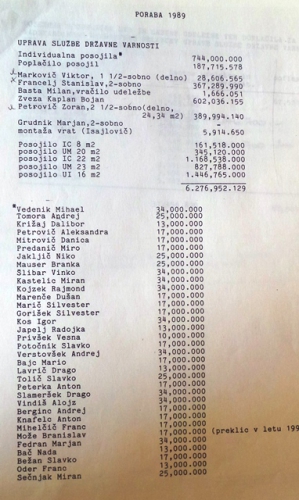 PORABA 1989
UPRAVA SLUŽBE DRŽAVNE VARNOSTI
Individualna posojila* 744,000.000
Poplačilo posojil 187,715.578
Markovič Viktor, 1 1/2-sobno (delno) 28,606.565
Francelj Stanislav, 2-sobno 367,289.990
Basta Milan, vračilo udeležbe 1,666.051
Zveza Kaplan Bojan 602,036.155
Petrovič Zoran, 2 1/2-sobno(delno, 24,34 m2) 389,994.140
Grudnik Marjan, 2-sobno -
montaža vrat (Isajlovič) 5,914.650
Posojilo IC 8 m2 161,518.000
posojilo UM 20 m2 345,120.000
posojilo IC 22 m2 1.168,538.000
posojilo UM 23 m2 827,788.000
posojilo UI 16 m2 1.446,765.000
6.276,952.129
*Vedenik Mihael 34,000.000
Tomora Andrej 25,000.000
Križaj Dalibor 13,000.000
Petrovič Aleksandra 17,000.000
Mitrovič Danica 17,000.000
Predanič Miro 17,000.000
Jakljič Niko 25,000.000
Mauser Branka 25,000.000
Šlibar Vinko 34,000.000
Kastelic Miran 34,000.000
Kojzek Rajmond 34,000.000
Marenče Dušan 17,000.000
Marič Silvester 17,000.000
Gorišek Silvester 17,000.000
Kos Igor 34,000.000
Japelj Radojka 13,000.000
Privšek Vesna 10,000.000
Potočnik Slavko 17,000.000
Verstovšek Andrej 34,000.000
Bajc Mario 17,000.000
Lavrič Drago 13,000.000
Tolič Slavko 25,000.000
Peterka Anton 17,000.000
Slameršek Drago 34,000.000
Vindiš Alojz 34,000.000
Berginc Andrej 17,000.000
Knafelc Anton 17,000.000
Mihelčič Franc 17,000.000
Može Branislav 17,000.000 (preklic v letu 199
Fedran Marjan 34,000.000
Bač Nada 13,000.000
Bežan Slavko 17,000.000
Oder Franc 13,000.000
Sečnjak Miran 25,000.000